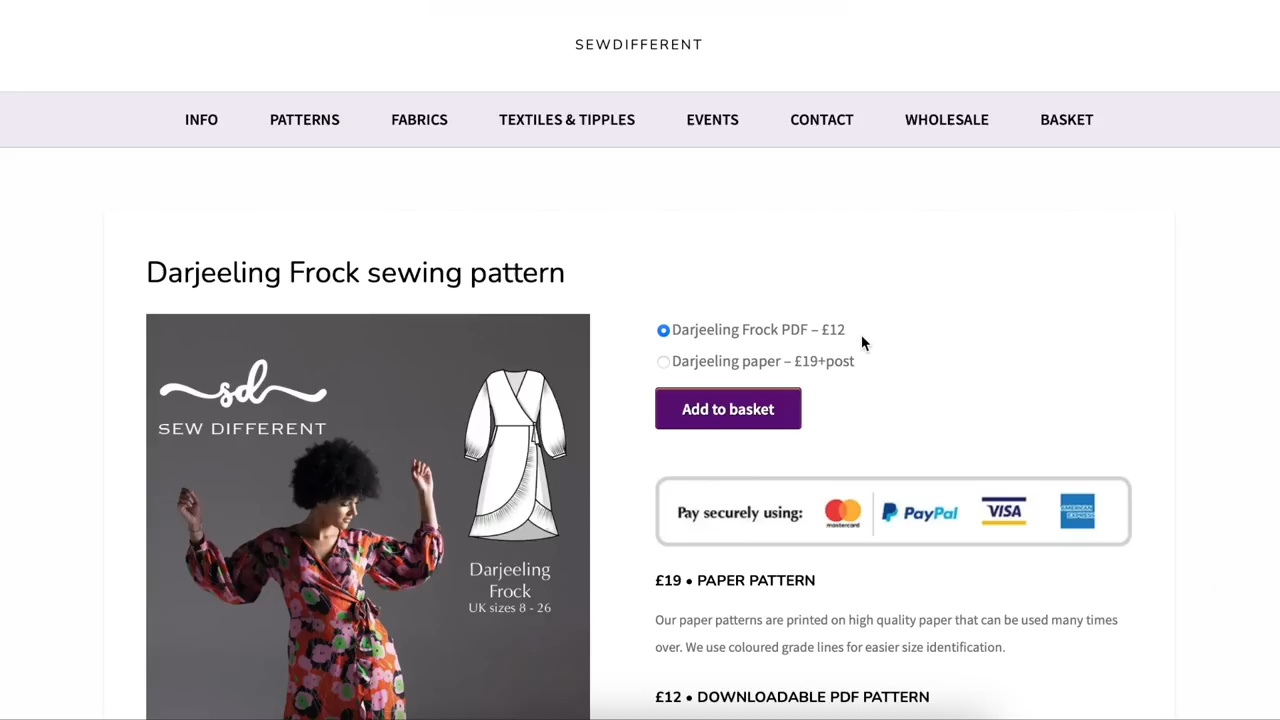 SEWDIFFERENT
INFO PATTERNS FABRICS TEXTILES & TIPPLES EVENTS CONTACT WHOLESALE BASKET
Darjeeling Frock sewing pattern
sd
SEW DIFFERENT
Darjeeling
Frock
UK sizes 8 - 26
Darjeeling Frock PDF – £12
Darjeeling paper – £19+post
Add to basket
Pay securely using: mastercard PayPal VISA AMERICAN EXPRESS
£19 • PAPER PATTERN
Our paper patterns are printed on high quality paper that can be used many times
over. We use coloured grade lines for easier size identification.
£12 • DOWNLOADABLE PDF PATTERN